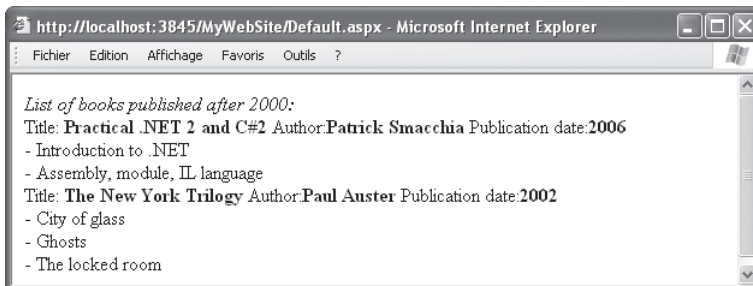 http://localhost:3845/MyWebSite/Default.aspx - Microsoft Internet Explorer
Fichier Edition Affichage Favoris Outils ?
List of books published after 2000:
Title: Practical .NET 2 and C#2 Author:Patrick Smacchia Publication date:2006
- Introduction to .NET
- Assembly, module, IL language
Title: The New York Trilogy Author:Paul Auster Publication date:2002
- City of glass
- Ghosts
- The locked room